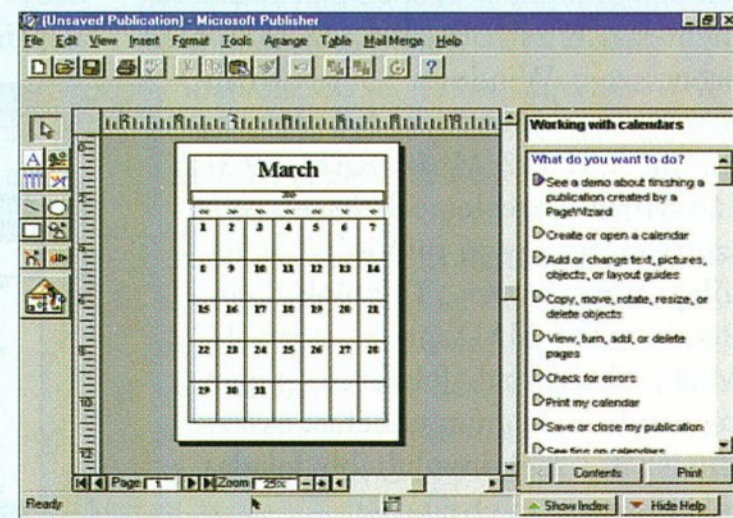 (Unsaved Publication) - Microsoft Publisher
File Edit View Insert Format Tools Arrange Table Mail Merge Help
Working with calendars
What do you want to do?
See a demo about finishing a
publication created by a
PageWizard
Create or open a calendar
Add or change text, pictures,
objects, or layout guides
Copy, move, rotate, resize, or
delete objects
View, turn, add, or delete
pages
Check for errors
Print my calendar
Save or close my publication
See tips on calendars
March
1 2 3 4 5 6 7
8 9 10 11 12 13 14
15 16 17 18 19 20 21
22 23 24 25 26 27 28
29 30 31
Page 1 Zoom 25%
Contents Print
Ready
Show Index Hide Help